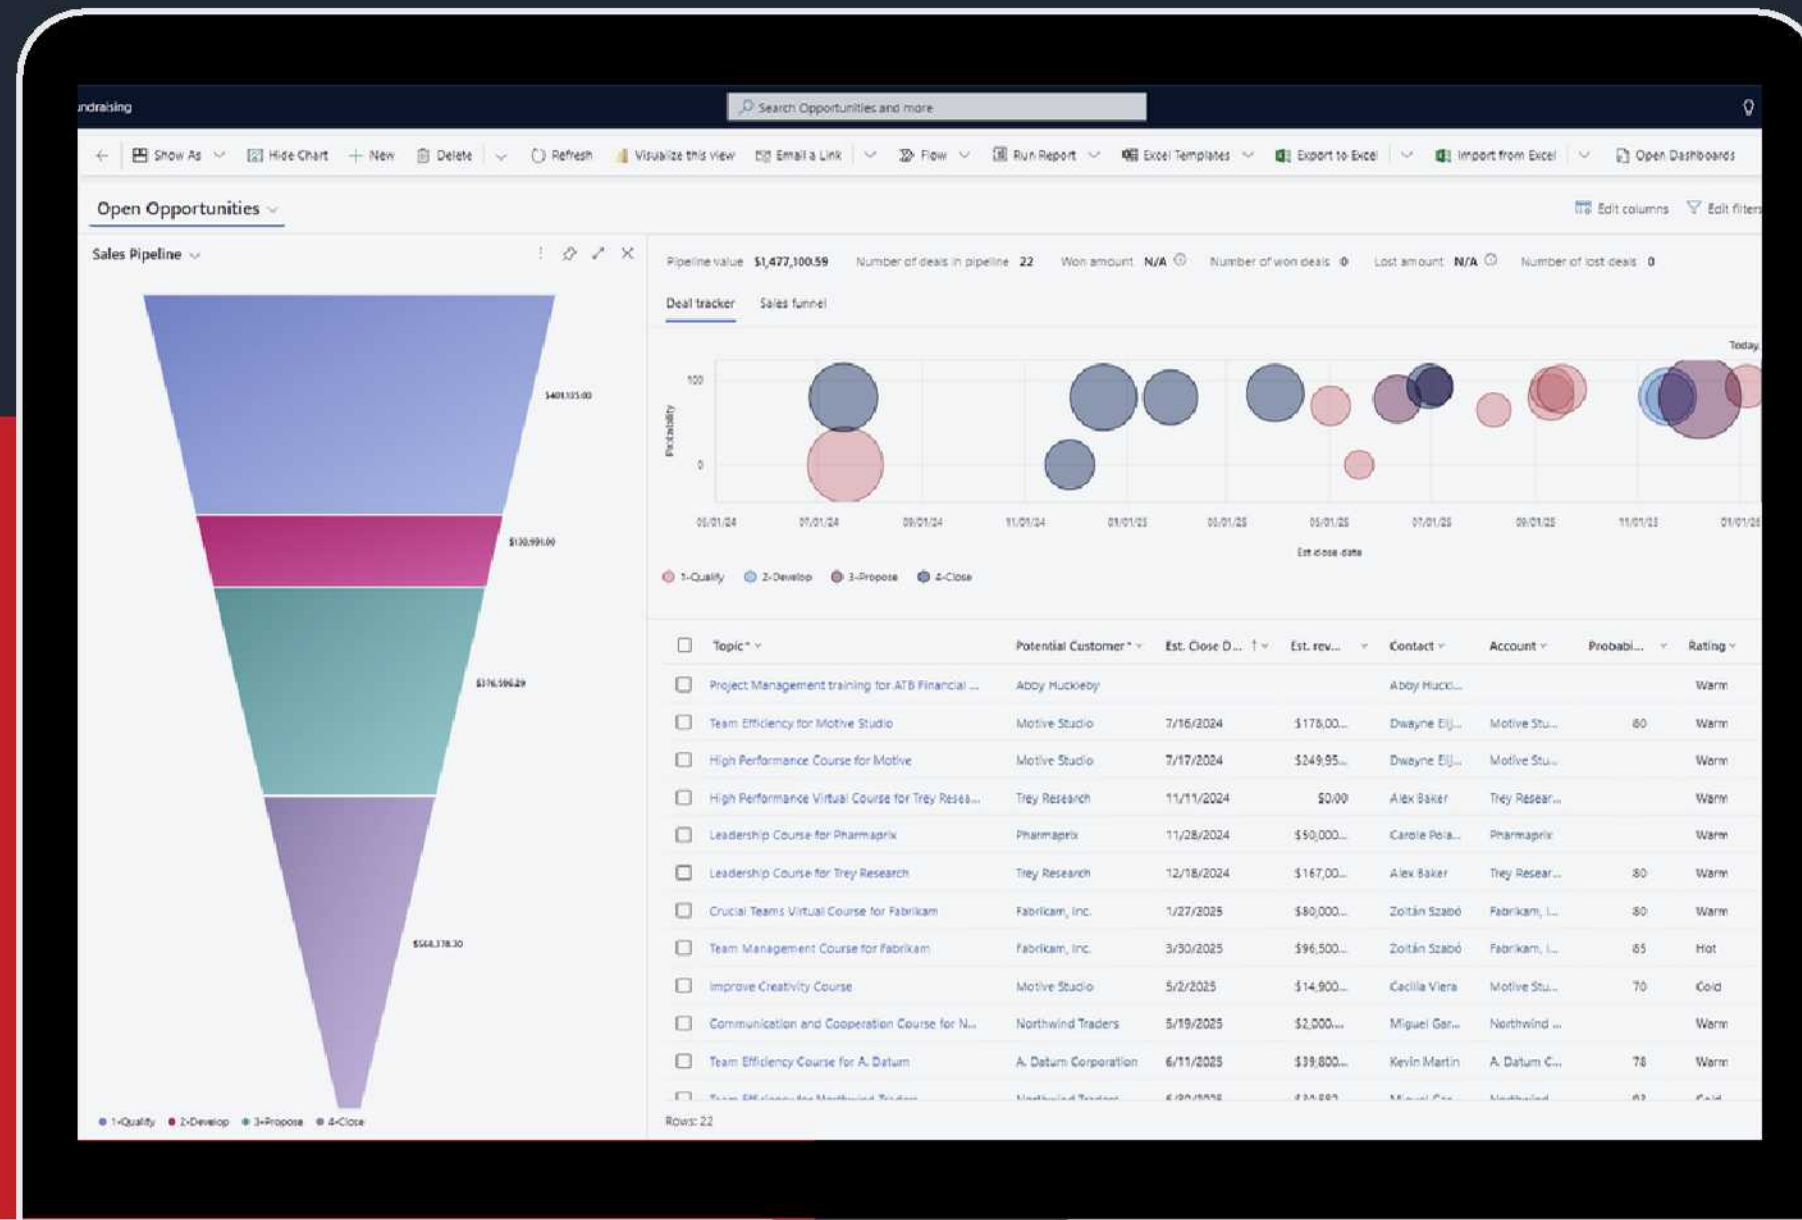 undraising
Search Opportunities and more
Show As Hide Chart New Delete Refresh Visualize this view Email a Link Flow Run Report Excel Templates Export to Excel Import from Excel Open Dashboards
Open Opportunities
Edit columns Edit filters
Sales Pipeline
Pipeline value $1,477,100.59 Number of deals in pipeline 22 Won amount N/A Number of won deals 0 Lost amount N/A Number of lost deals 0
Deal tracker Sales funnel
Today,
100
Probability
0
07/01/24 09/01/24 11/01/24 01/01/25 05/01/25 07/01/25 09/01/25 11/01/25
Est close date
1-Qualify 2-Develop 3-Propose 4-Close
$130,991.00
Topic* Potential Customer* Est. Close D... ↑ Est. rev... Contact Account Probabi... Rating
Project Management training for ATB Financial ... Abby Huckleby Abby Huckl... Warm
Team Efficiency for Motive Studio Motive Studio 7/16/2024 $178,00... Dwayne Elij... Motive Stu... 80 Warm
High Performance Course for Motive Motive Studio 7/17/2024 $249,95... Dwayne Elij... Motive Stu... Warm
High Performance Virtual Course for Trey Resea... Trey Research 11/11/2024 $0.00 Alex Baker Trey Resear... Warm
Leadership Course for Pharmaprix Pharmaprix 11/28/2024 $50,000... Carole Pola... Pharmaprix Warm
Leadership Course for Trey Research Trey Research 12/18/2024 $167,00... Alex Baker Trey Resear... 80 Warm
Crucial Teams Virtual Course for Fabrikam Fabrikam, Inc. 1/27/2025 $80,000... Zoltán Szabó Fabrikam, I... 80 Warm
Team Management Course for Fabrikam Fabrikam, Inc. 3/30/2025 $96,500... Zoltán Szabó Fabrikam, I... 85 Hot
Improve Creativity Course Motive Studio 5/2/2025 $14,900... Cacilia Viera Motive Stu... 70 Cold
Communication and Cooperation Course for N... Northwind Traders 5/19/2025 $2,000.... Miguel Gar... Northwind ... Warm
Team Efficiency Course for A. Datum A. Datum Corporation 6/11/2025 $39,800... Kevin Martin A. Datum C... 78 Warm
1-Qualify 2-Develop 3-Propose 4-Close
Rows: 22